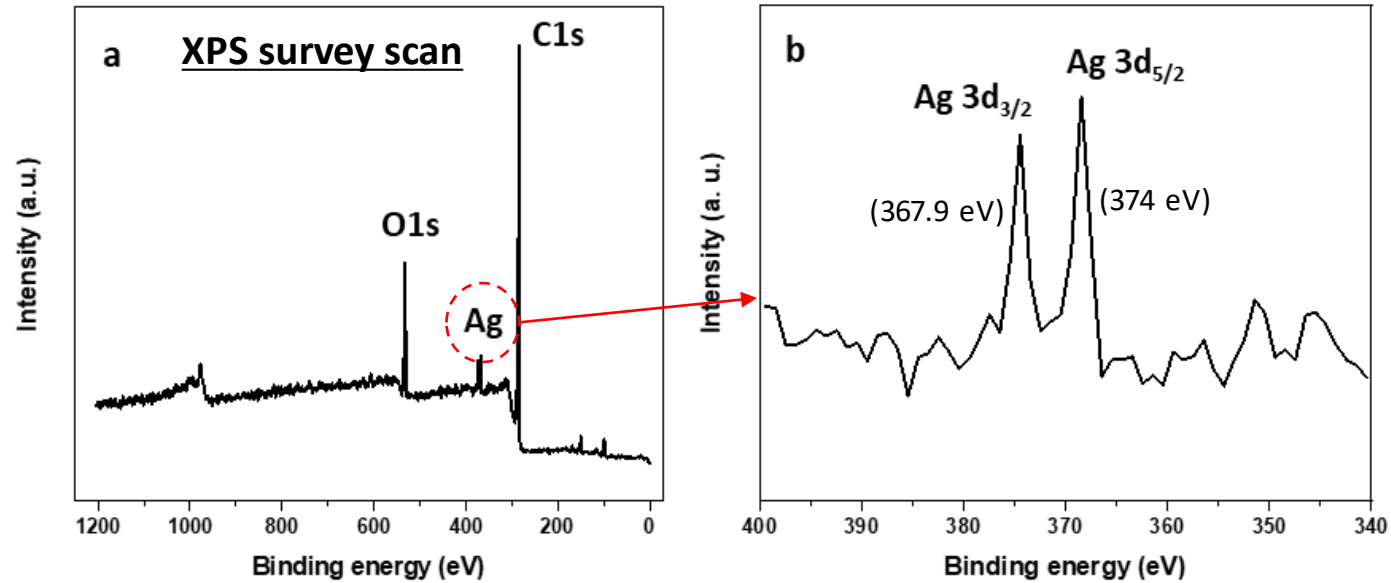 a
XPS survey scan
C1s
O1s
Ag
Intensity (a.u.)
1200 1000 800 600 400 200 0
Binding energy (eV)
b
Ag 3d3/2
Ag 3d5/2
(367.9 eV)
(374 eV)
Intensity (a. u.)
400 390 380 370 360 350 340
Binding energy (eV)